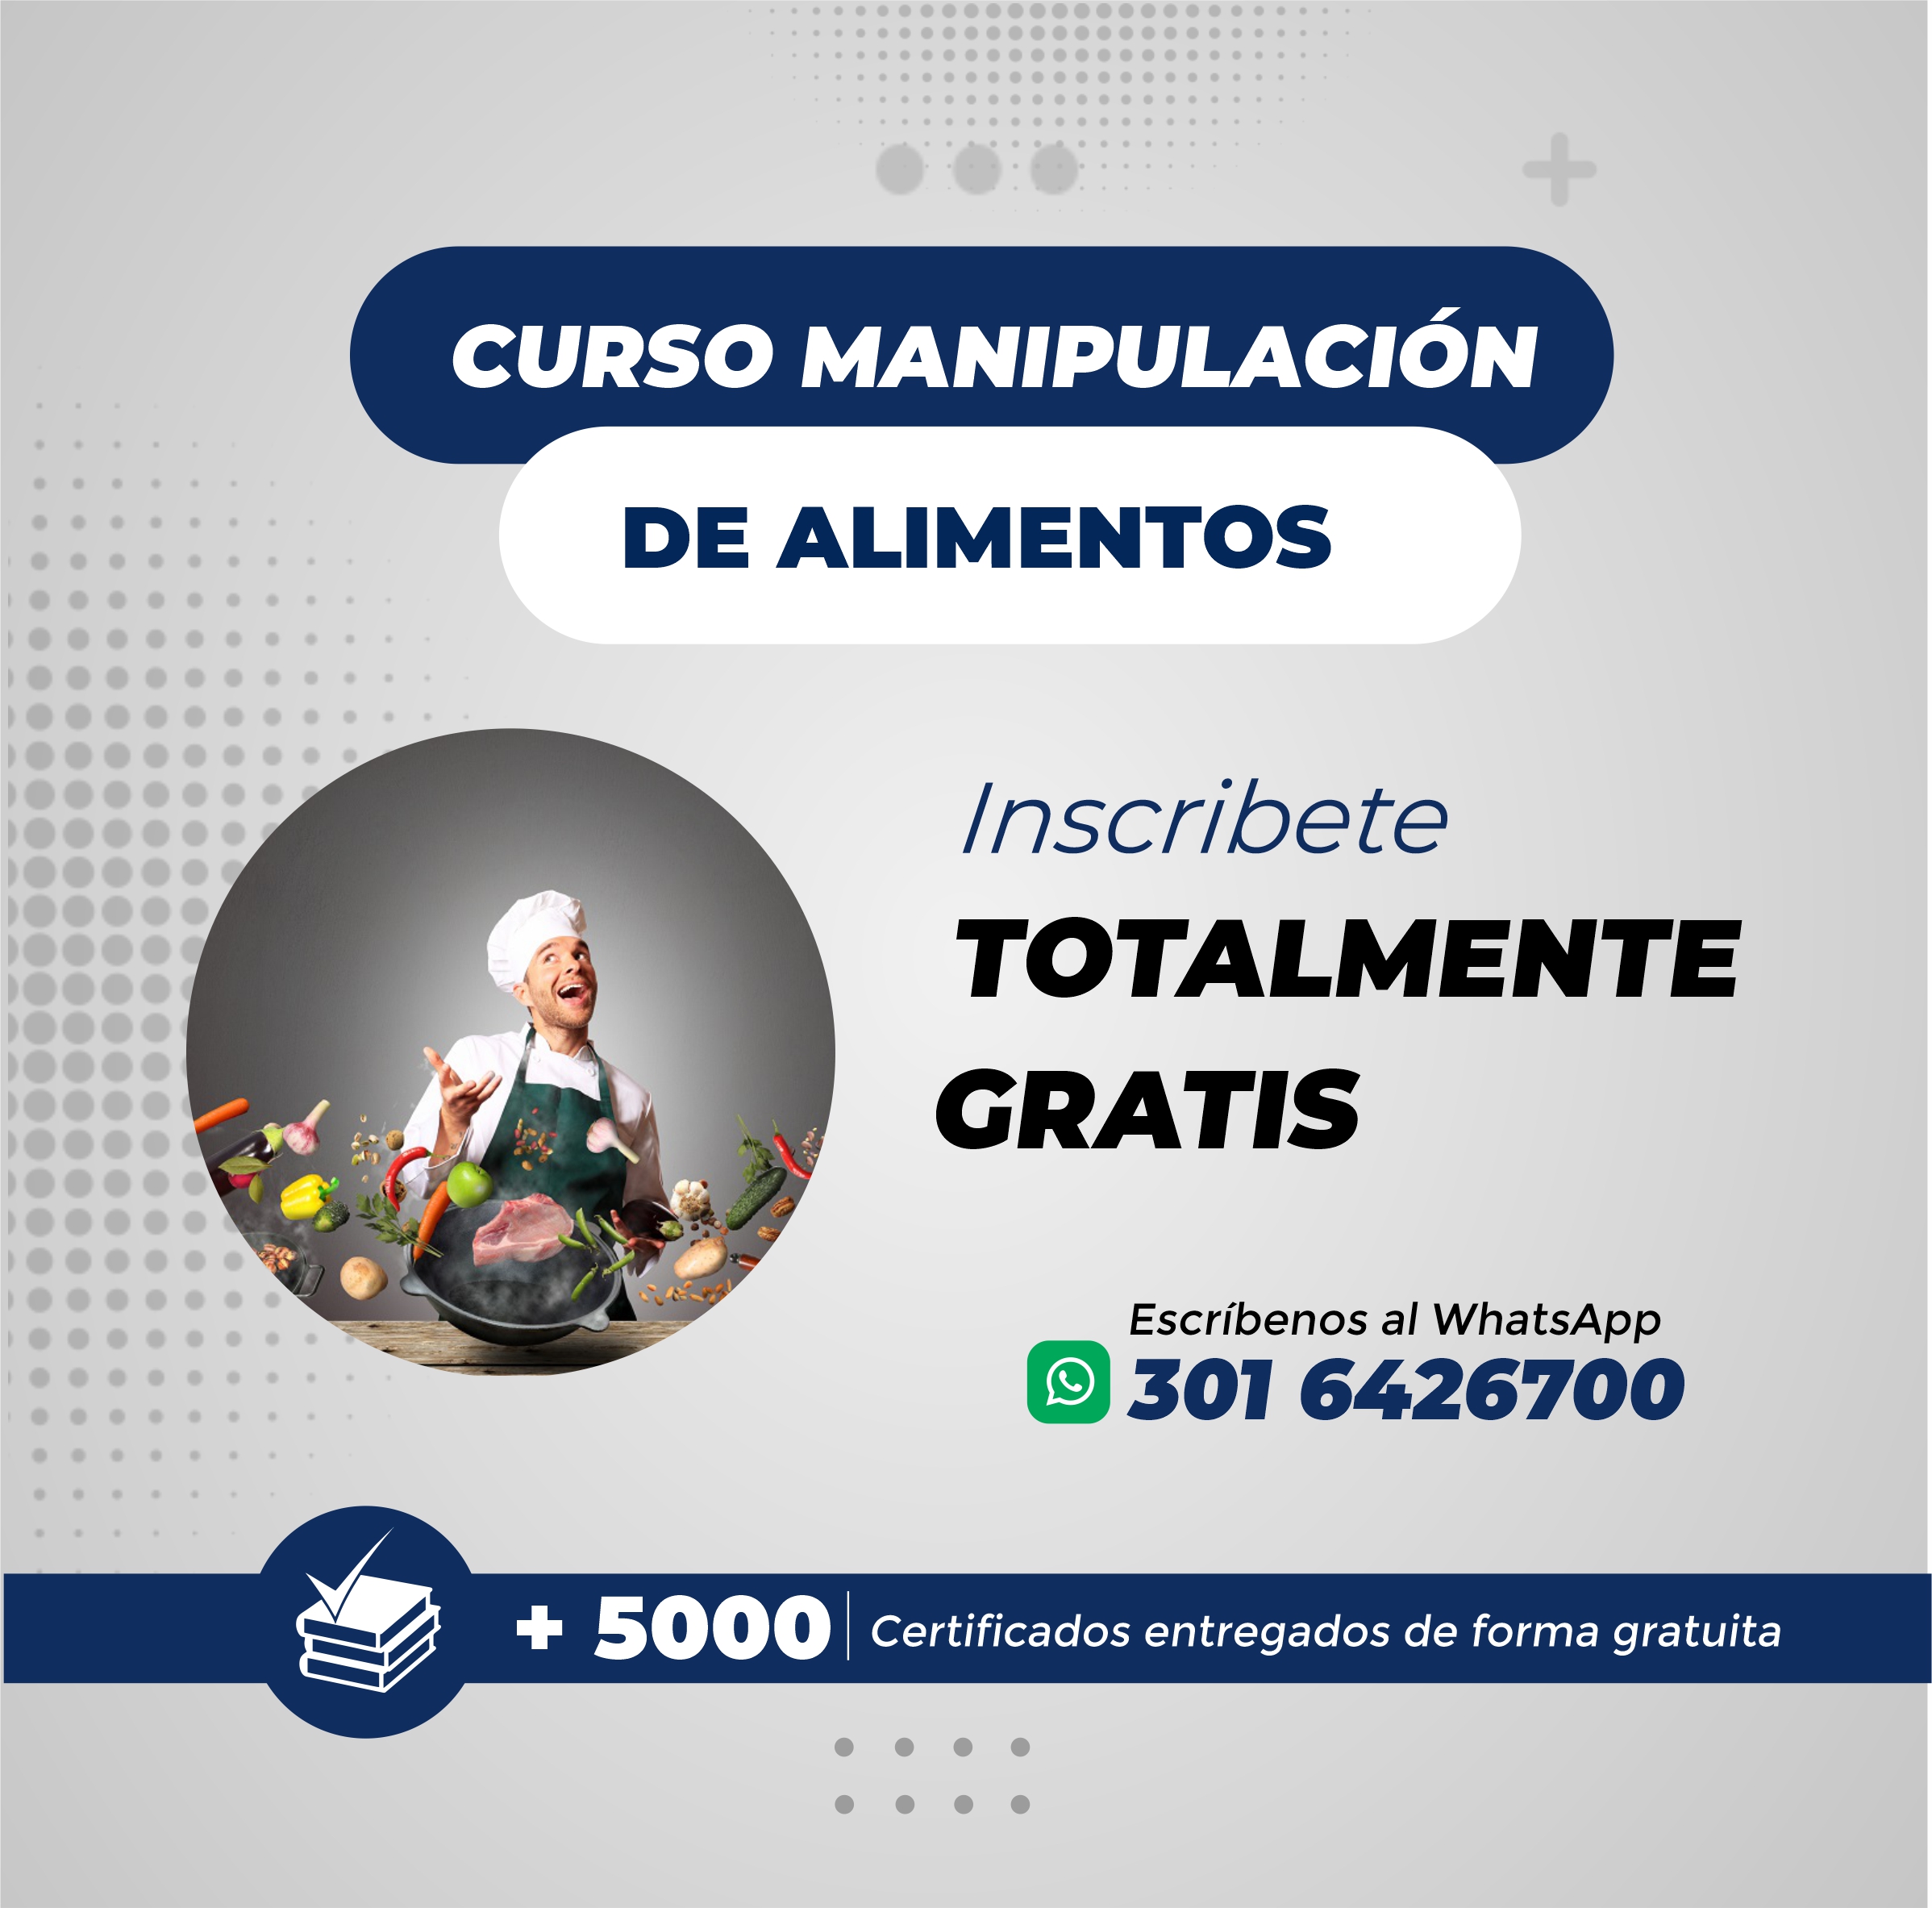 CURSO MANIPULACIÓN
DE ALIMENTOS
Inscribete
TOTALMENTE
GRATIS
Escríbenos al WhatsApp
301 6426700
+ 5000 Certificados entregados de forma gratuita